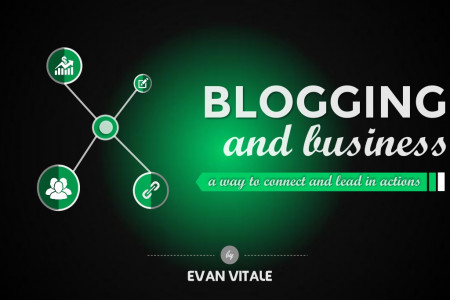 BLOGGING
and business
a way to connect and lead in actions
by
EVAN VITALE